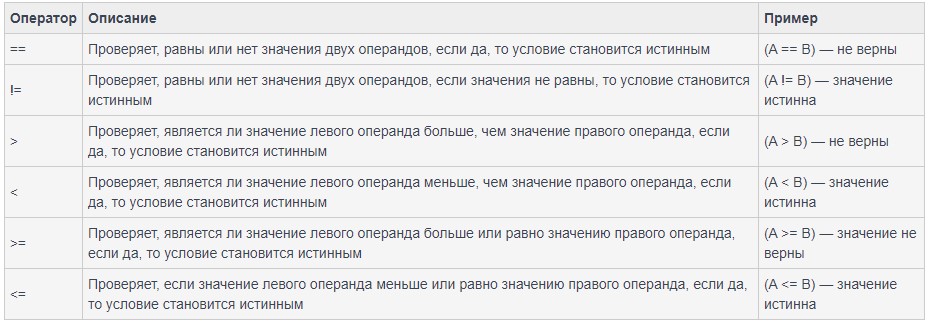 Оператор Описание Пример
== Проверяет, равны или нет значения двух операндов, если да, то условие становится истинным (A == B) — не верны
!= Проверяет, равны или нет значения двух операндов, если значения не равны, то условие становится
истинным
(A != B) — значение
истинна
> Проверяет, является ли значение левого операнда больше, чем значение правого операнда, если
да, то условие становится истинным
(A > B) — не верны
< Проверяет, является ли значение левого операнда меньше, чем значение правого операнда, если
да, то условие становится истинным
(A < B) — значение
истинна
>= Проверяет, является ли значение левого операнда больше или равно значению правого операнда,
если да, то условие становится истинным
(A >= B) — значение не
верны
<= Проверяет, если значение левого операнда меньше или равно значению правого операнда, если да,
то условие становится истинным
(A <= B) — значение
истинна